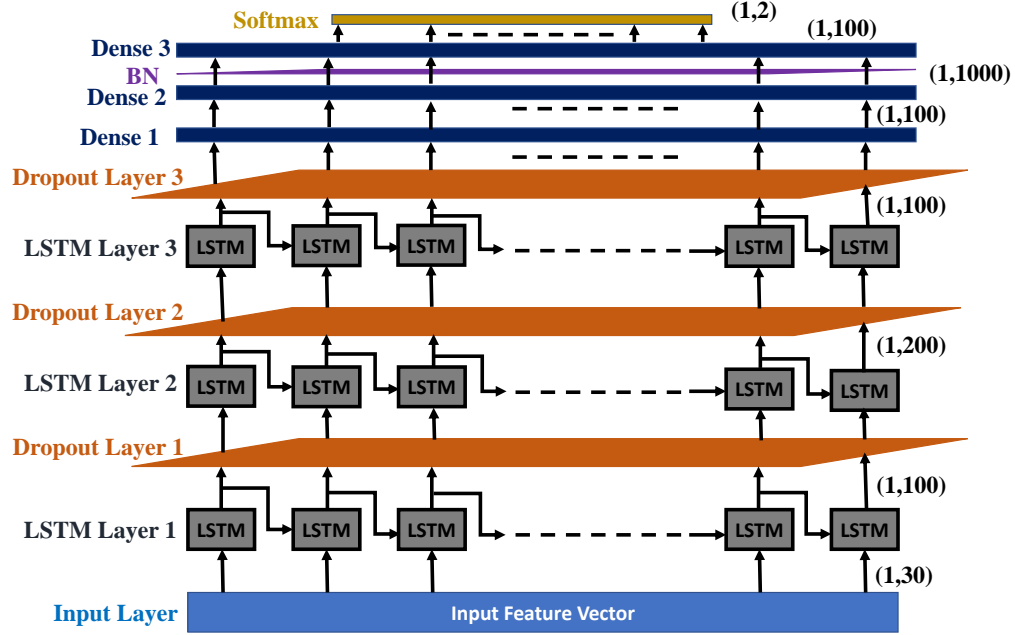 Softmax (1,2)
Dense 3 (1,100)
BN (1,1000)
Dense 2
Dense 1 (1,100)
Dropout Layer 3
(1,100)
LSTM Layer 3 LSTM LSTM LSTM LSTM LSTM
Dropout Layer 2
(1,200)
LSTM Layer 2 LSTM LSTM LSTM LSTM LSTM
Dropout Layer 1
(1,100)
LSTM Layer 1 LSTM LSTM LSTM LSTM LSTM
(1,30)
Input Layer Input Feature Vector